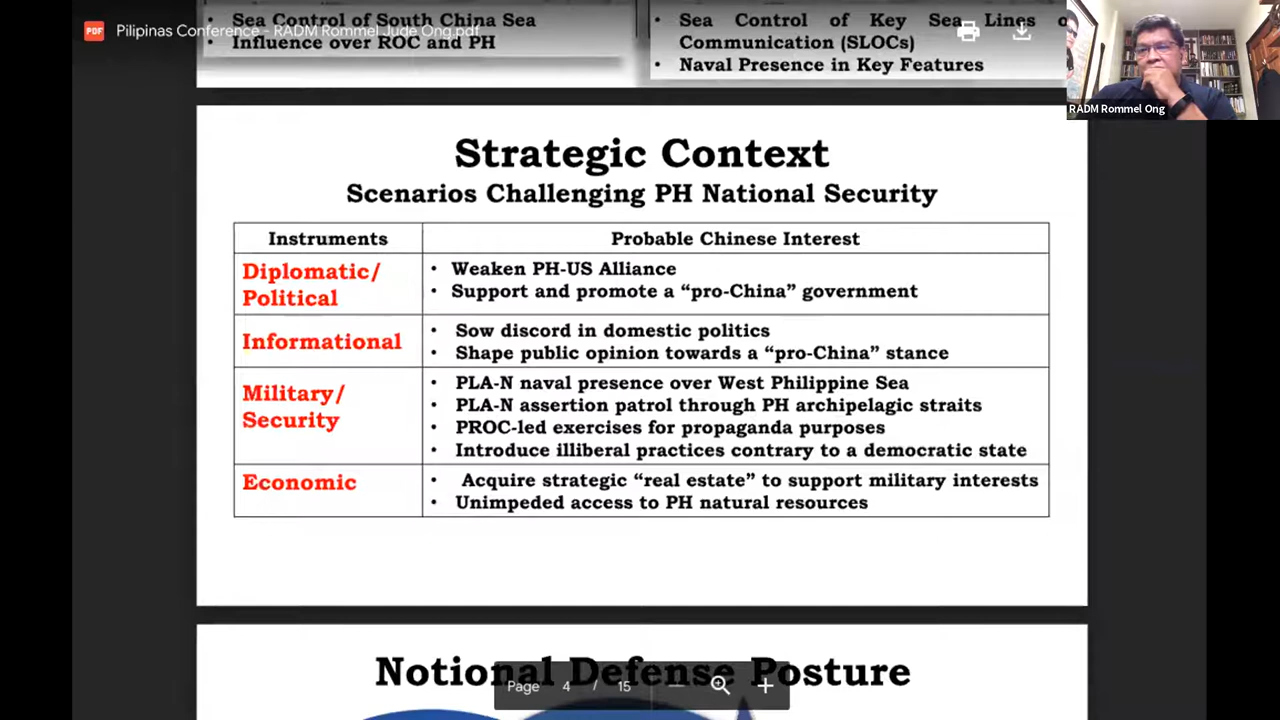 Sea Control of South China Sea
Influence over ROC and PH
Sea Control of Key Sea Lines
Communication (SLOCs)
Naval Presence in Key Features
PDF
Pilipinas Conference - RADM Rommel Jude Ong.pdf
RADM Rommel Ong
Strategic Context
Scenarios Challenging PH National Security
Instruments
Probable Chinese Interest
Diplomatic/
Political
• Weaken PH-US Alliance
• Support and promote a “pro-China” government
Informational
• Sow discord in domestic politics
• Shape public opinion towards a “pro-China” stance
Military/
Security
• PLA-N naval presence over West Philippine Sea
• PLA-N assertion patrol through PH archipelagic straits
• PROC-led exercises for propaganda purposes
• Introduce illiberal practices contrary to a democratic state
Economic
• Acquire strategic “real estate” to support military interests
• Unimpeded access to PH natural resources
Notional Defense Posture
Page 4 / 15